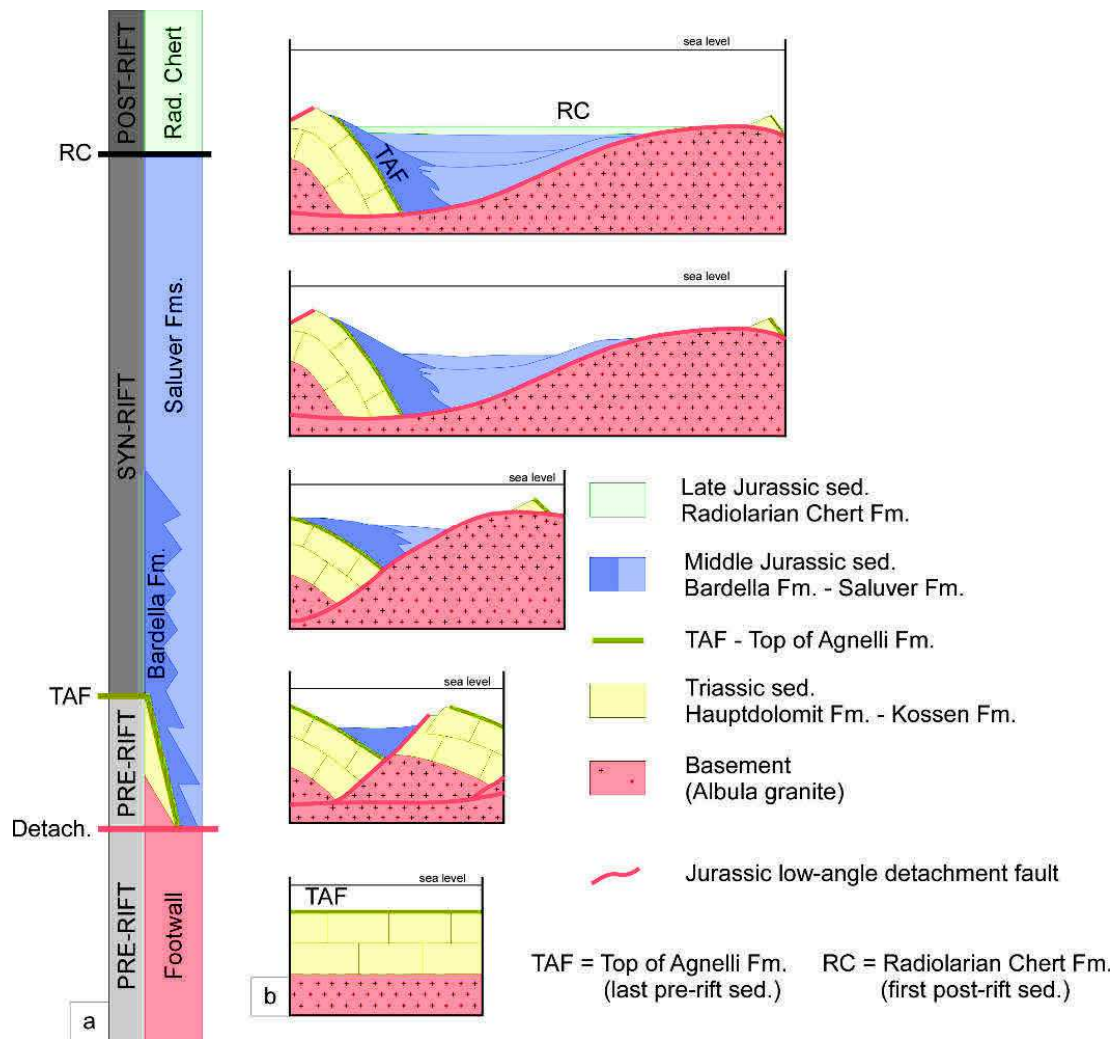 POST-RIFT
Rad. Chert
RC
SYN-RIFT
Saluver Fms.
Bardella Fm.
TAF
PRE-RIFT
Detach.
PRE-RIFT
Footwall
a
sea level
RC
TAF
sea level
sea level
sea level
sea level
TAF
b
Late Jurassic sed.
Radiolarian Chert Fm.
Middle Jurassic sed.
Bardella Fm. - Saluver Fm.
TAF - Top of Agnelli Fm.
Triassic sed.
Hauptdolomit Fm. - Kossen Fm.
Basement
(Albula granite)
Jurassic low-angle detachment fault
TAF = Top of Agnelli Fm.
(last pre-rift sed.)
RC = Radiolarian Chert Fm.
(first post-rift sed.)